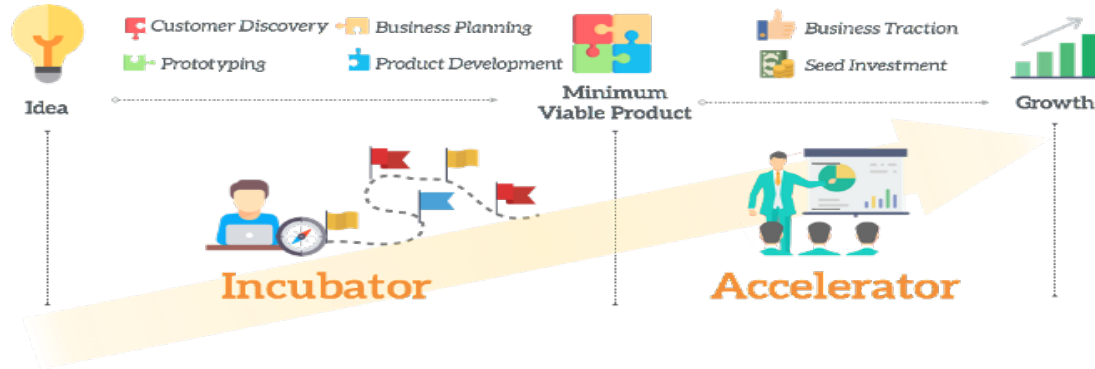 Customer Discovery
Business Planning
Prototyping
Product Development
Business Traction
Seed Investment
Idea
Minimum
Viable Product
Growth
Incubator
Accelerator